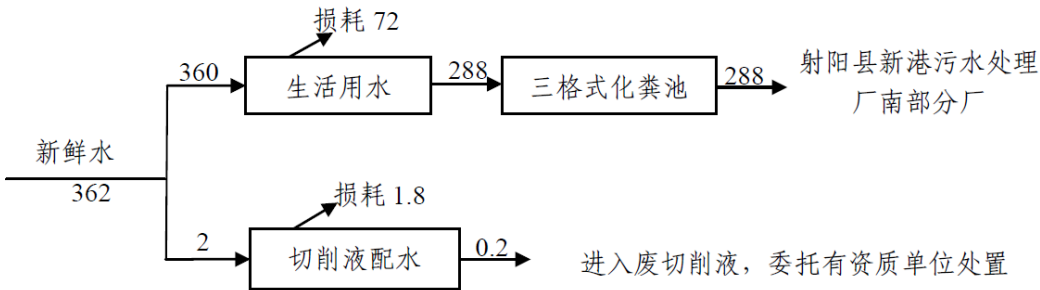 损耗 72
360
生活用水
288
三格式化粪池
288
射阳县新港污水处理
厂南部分厂
新鲜水
362
损耗 1.8
2
切削液配水
0.2
进入废切削液，委托有资质单位处置